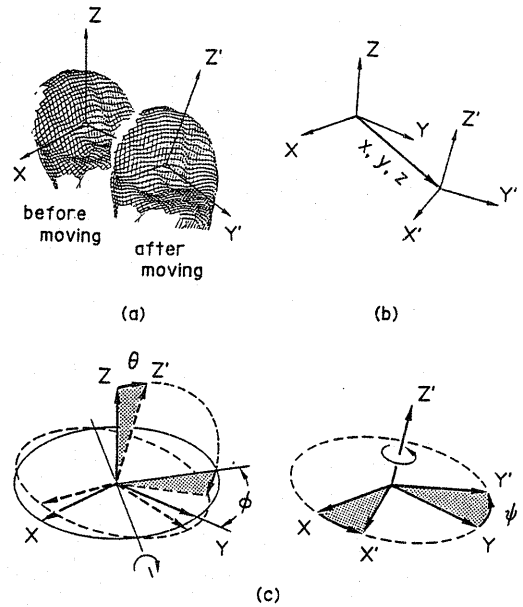 Z
Z'
X
Y'
before
moving
after
moving
(a)
Z
X
Y
x, y, z
Z'
X'
Y'
(b)
θ
Z
Z'
X
Y
ϕ
Z'
X
X'
Y
Y'
ψ
(c)